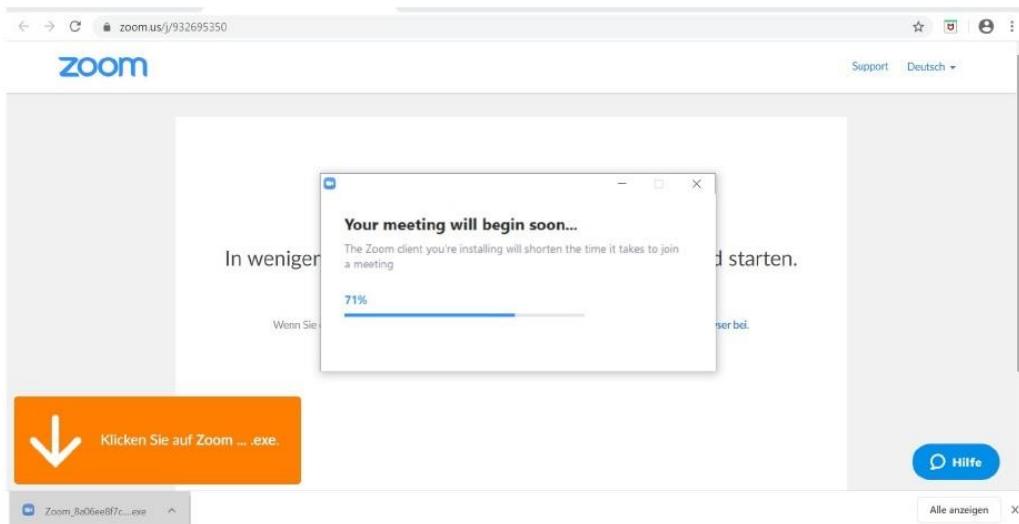 zoom.us/j/932695350
zoom
Support Deutsch
Your meeting will begin soon...
The Zoom client you're installing will shorten the time it takes to join
a meeting
In weniger
d starten.
71%
Wenn Sie
wser bei.
Klicken Sie auf Zoom ... .exe.
Hilfe
Zoom_8a06ee8f7c....exe
Alle anzeigen